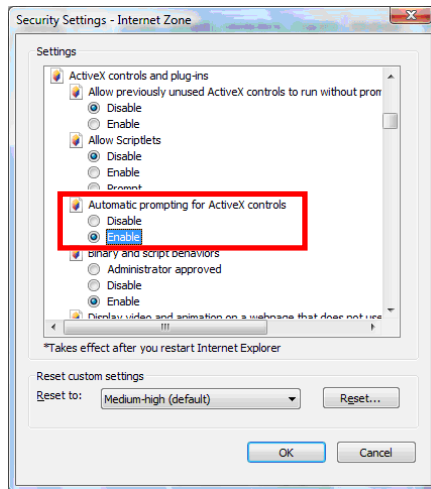 Security Settings - Internet Zone
Settings
ActiveX controls and plug-ins
Allow previously unused ActiveX controls to run without prom
Disable
Enable
Allow Scriptlets
Disable
Enable
Prompt
Automatic prompting for ActiveX controls
Disable
Enable
Binary and script behaviors
Administrator approved
Disable
Enable
Display video and animation on a webpage that does not use
*Takes effect after you restart Internet Explorer
Reset custom settings
Reset to: Medium-high (default) Reset...
OK Cancel